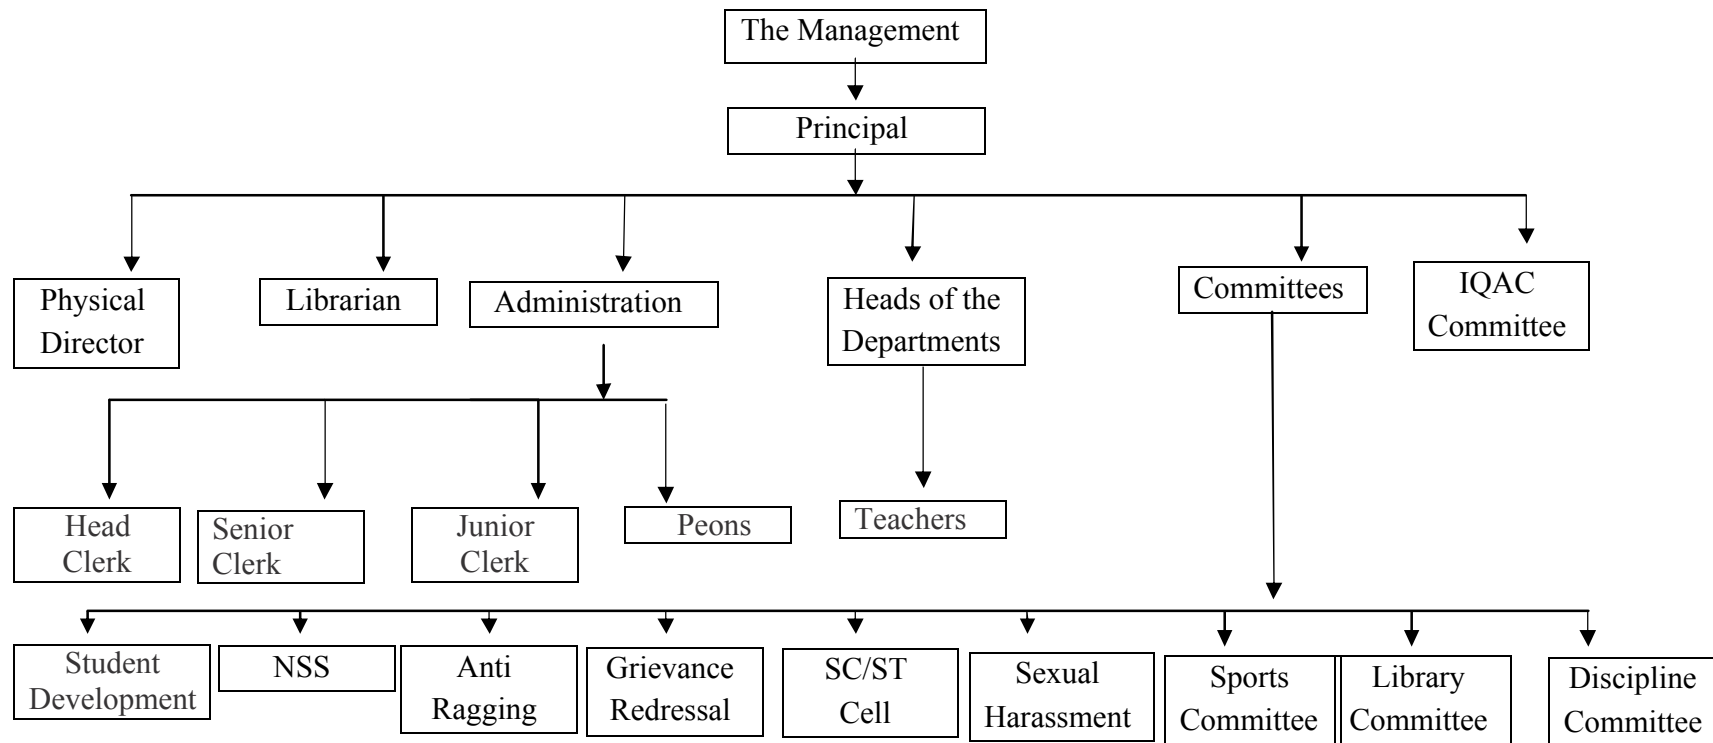 The Management
Principal
Physical
Director
Librarian
Administration
Heads of the
Departments
Committees
IQAC
Committee
Head
Clerk
Senior
Clerk
Junior
Clerk
Peons
Teachers
Student
Development
NSS
Anti
Ragging
Grievance
Redressal
SC/ST
Cell
Sexual
Harassment
Sports
Committee
Library
Committee
Discipline
Committee